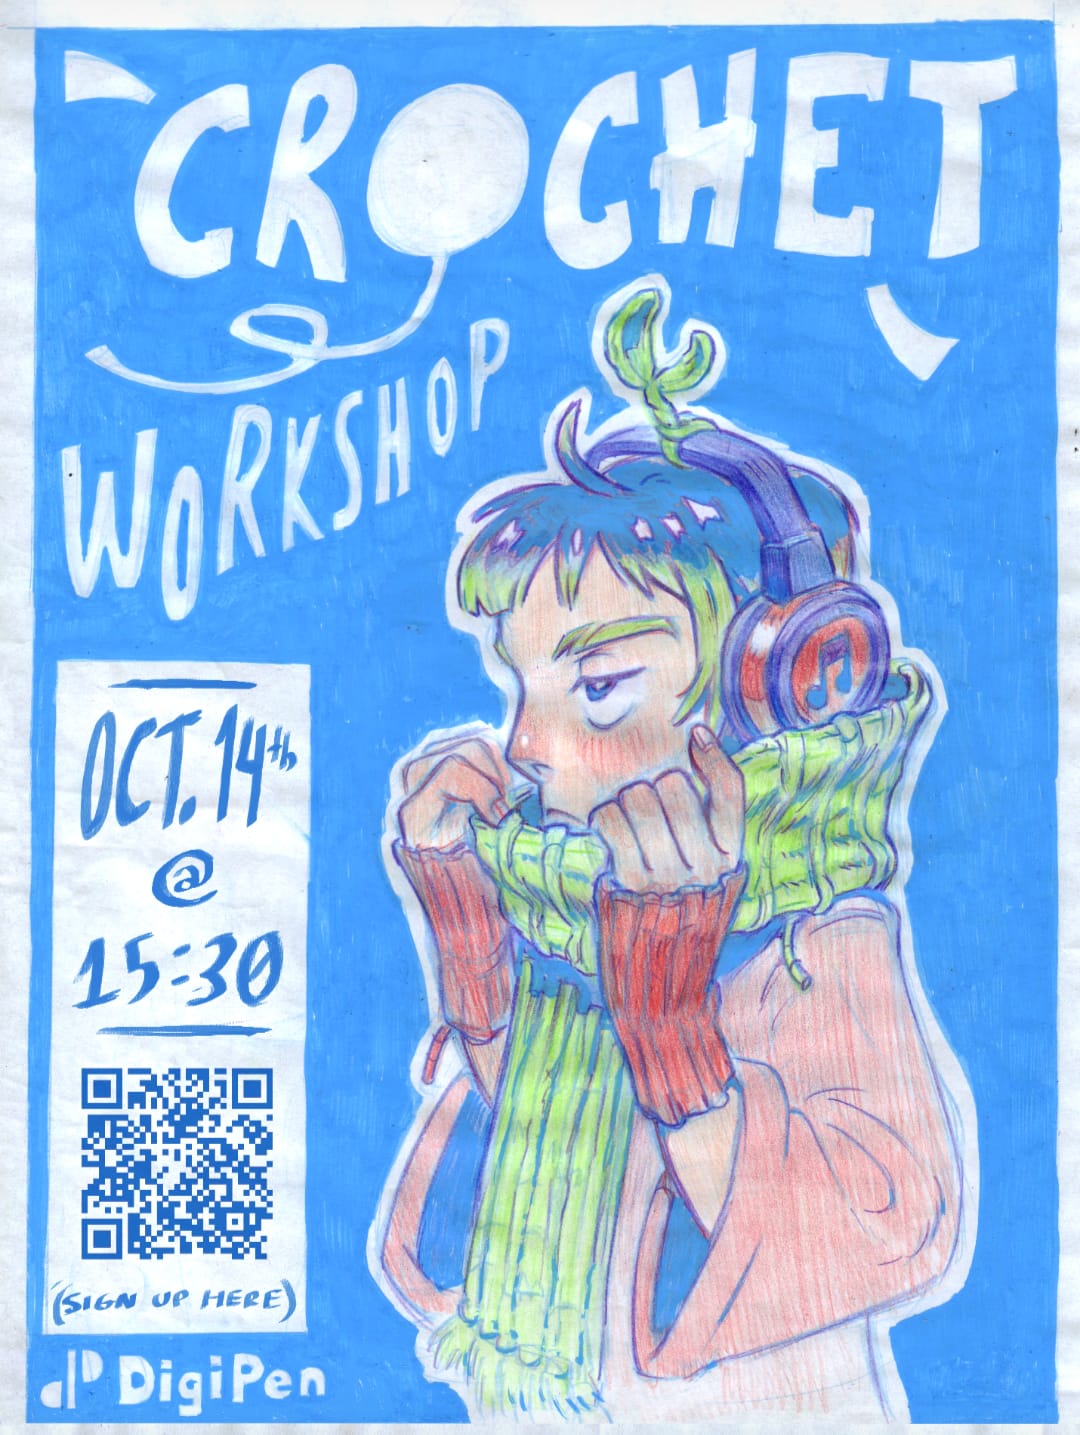 CROCHET
WORKSHOP
OCT. 14th
@
15:30
(SIGN UP HERE)
DigiPen